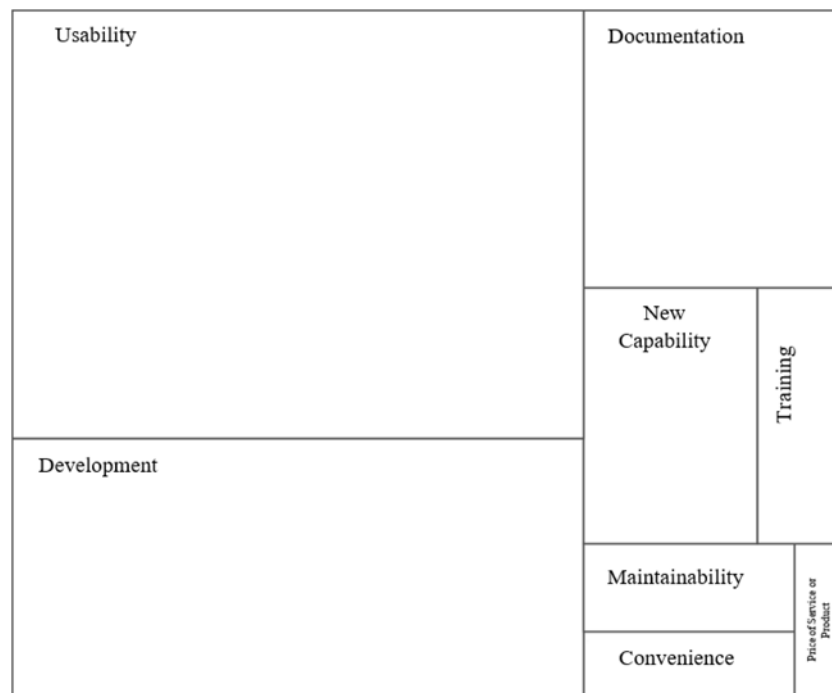 Usability
Documentation
New
Capability
Training
Development
Maintainability
Price of Service or
Product
Convenience